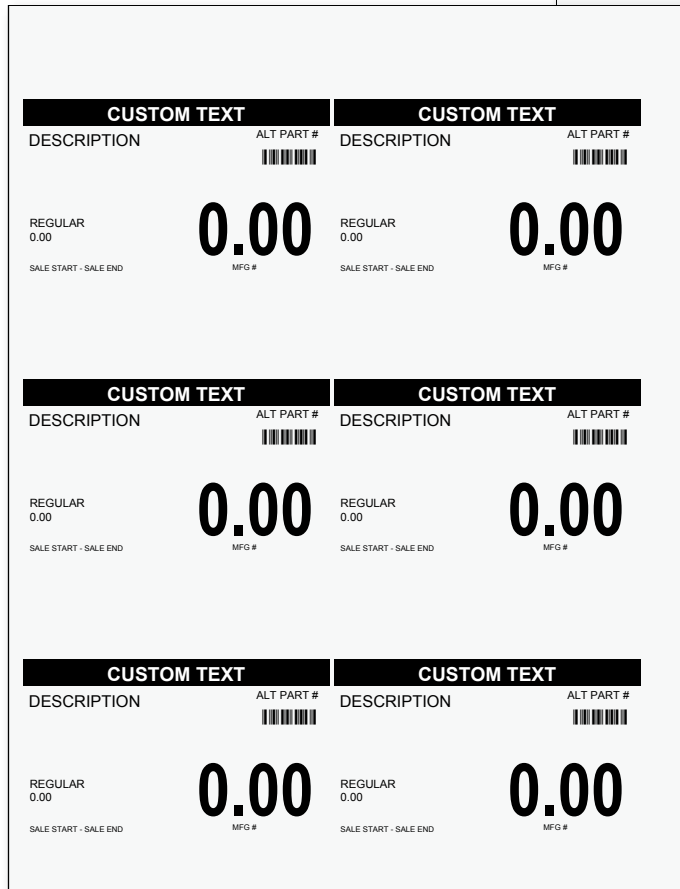 CUSTOM TEXT
DESCRIPTION
ALT PART #
REGULAR
0.00
0.00
SALE START - SALE END
MFG #
CUSTOM TEXT
DESCRIPTION
ALT PART #
REGULAR
0.00
0.00
SALE START - SALE END
MFG #
CUSTOM TEXT
DESCRIPTION
ALT PART #
REGULAR
0.00
0.00
SALE START - SALE END
MFG #
CUSTOM TEXT
DESCRIPTION
ALT PART #
REGULAR
0.00
0.00
SALE START - SALE END
MFG #
CUSTOM TEXT
DESCRIPTION
ALT PART #
REGULAR
0.00
0.00
SALE START - SALE END
MFG #
CUSTOM TEXT
DESCRIPTION
ALT PART #
REGULAR
0.00
0.00
SALE START - SALE END
MFG #